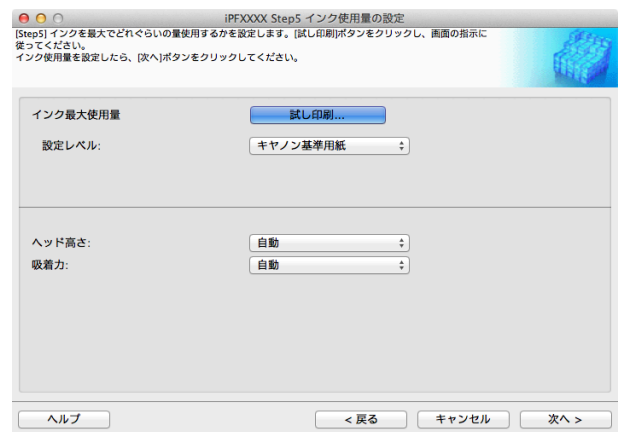 iPFXXXX Step5 インク使用量の設定
[Step5] インクを最大でどれぐらいの量使用するかを設定します。[試し印刷]ボタンをクリックし、画面の指示に
従ってください。
インク使用量を設定したら、[次へ]ボタンをクリックしてください。
インク最大使用量
試し印刷...
設定レベル:
キヤノン基準用紙
ヘッド高さ:
自動
吸着力:
自動
ヘルプ
< 戻る
キャンセル
次へ >